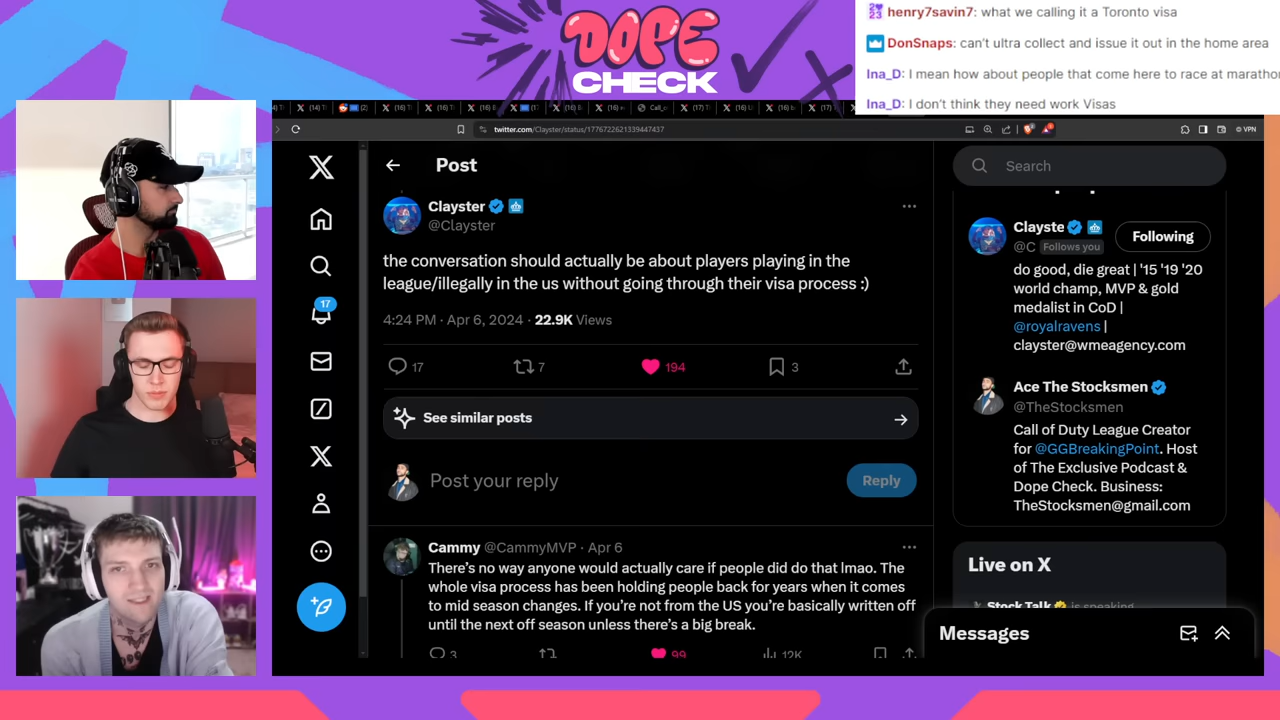 DOPE
CHECK
henry7savin7: what we calling it a Toronto visa
DonSnaps: can't ultra collect and issue it out in the home area
Ina_D: I mean how about people that come here to race at marathon
Ina_D: I don't think they need work Visas
twitter.com/Clayster/status/1776722621339447437
VPN
Post
Search
Clayster
@Clayster
the conversation should actually be about players playing in the
league/illegally in the us without going through their visa process :)
4:24 PM · Apr 6, 2024 · 22.9K Views
17
7
194
3
See similar posts
Post your reply
Reply
Cammy @CammyMVP · Apr 6
There's no way anyone would actually care if people did do that lmao. The
whole visa process has been holding people back for years when it comes
to mid season changes. If you're not from the US you're basically written off
until the next off season unless there's a big break.
3
99
12K
17
Clayste
@C Follows you
Following
do good, die great | '15 '19 '20
world champ, MVP & gold
medalist in CoD |
@royalravens |
clayster@wmeagency.com
Ace The Stocksmen
@TheStocksmen
Call of Duty League Creator
for @GGBreakingPoint. Host
of The Exclusive Podcast &
Dope Check. Business:
TheStocksmen@gmail.com
Live on X
Stock Talk is speaking
Messages